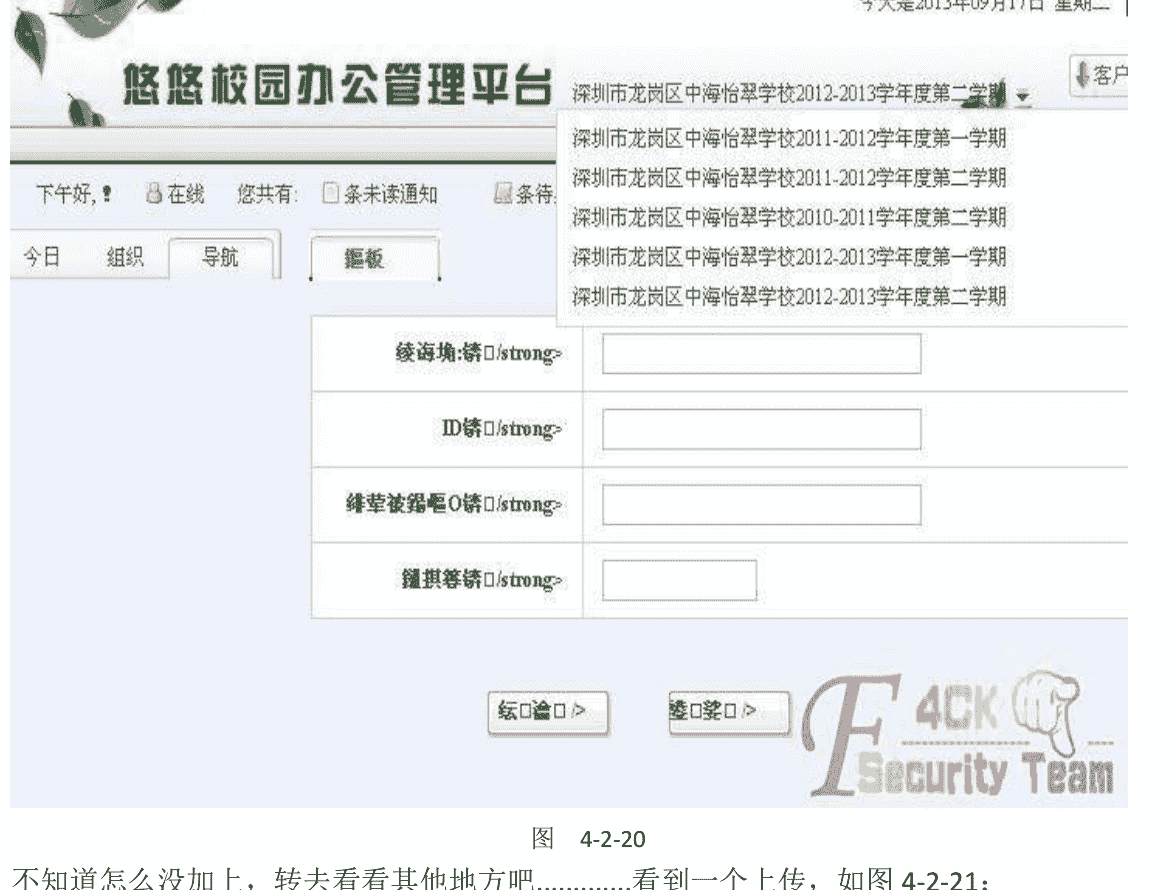 今天是2013年09月17日 星期二
悠悠校园办公管理平台
深圳市龙岗区中海怡翠学校2012-2013学年度第二学期
客户
深圳市龙岗区中海怡翠学校2011-2012学年度第一学期
深圳市龙岗区中海怡翠学校2011-2012学年度第二学期
深圳市龙岗区中海怡翠学校2010-2011学年度第二学期
深圳市龙岗区中海怡翠学校2012-2013学年度第一学期
深圳市龙岗区中海怡翠学校2012-2013学年度第二学期
下午好, 在线 您共有: 条未读通知 条待
今日 组织 导航
/strong>
ID锛□/strong>
/strong>
/strong>
F4CK
Security Team
图 4-2-20
不知道怎么没加上，转去看看其他地方吧.............看到一个上传，如图 4-2-21：